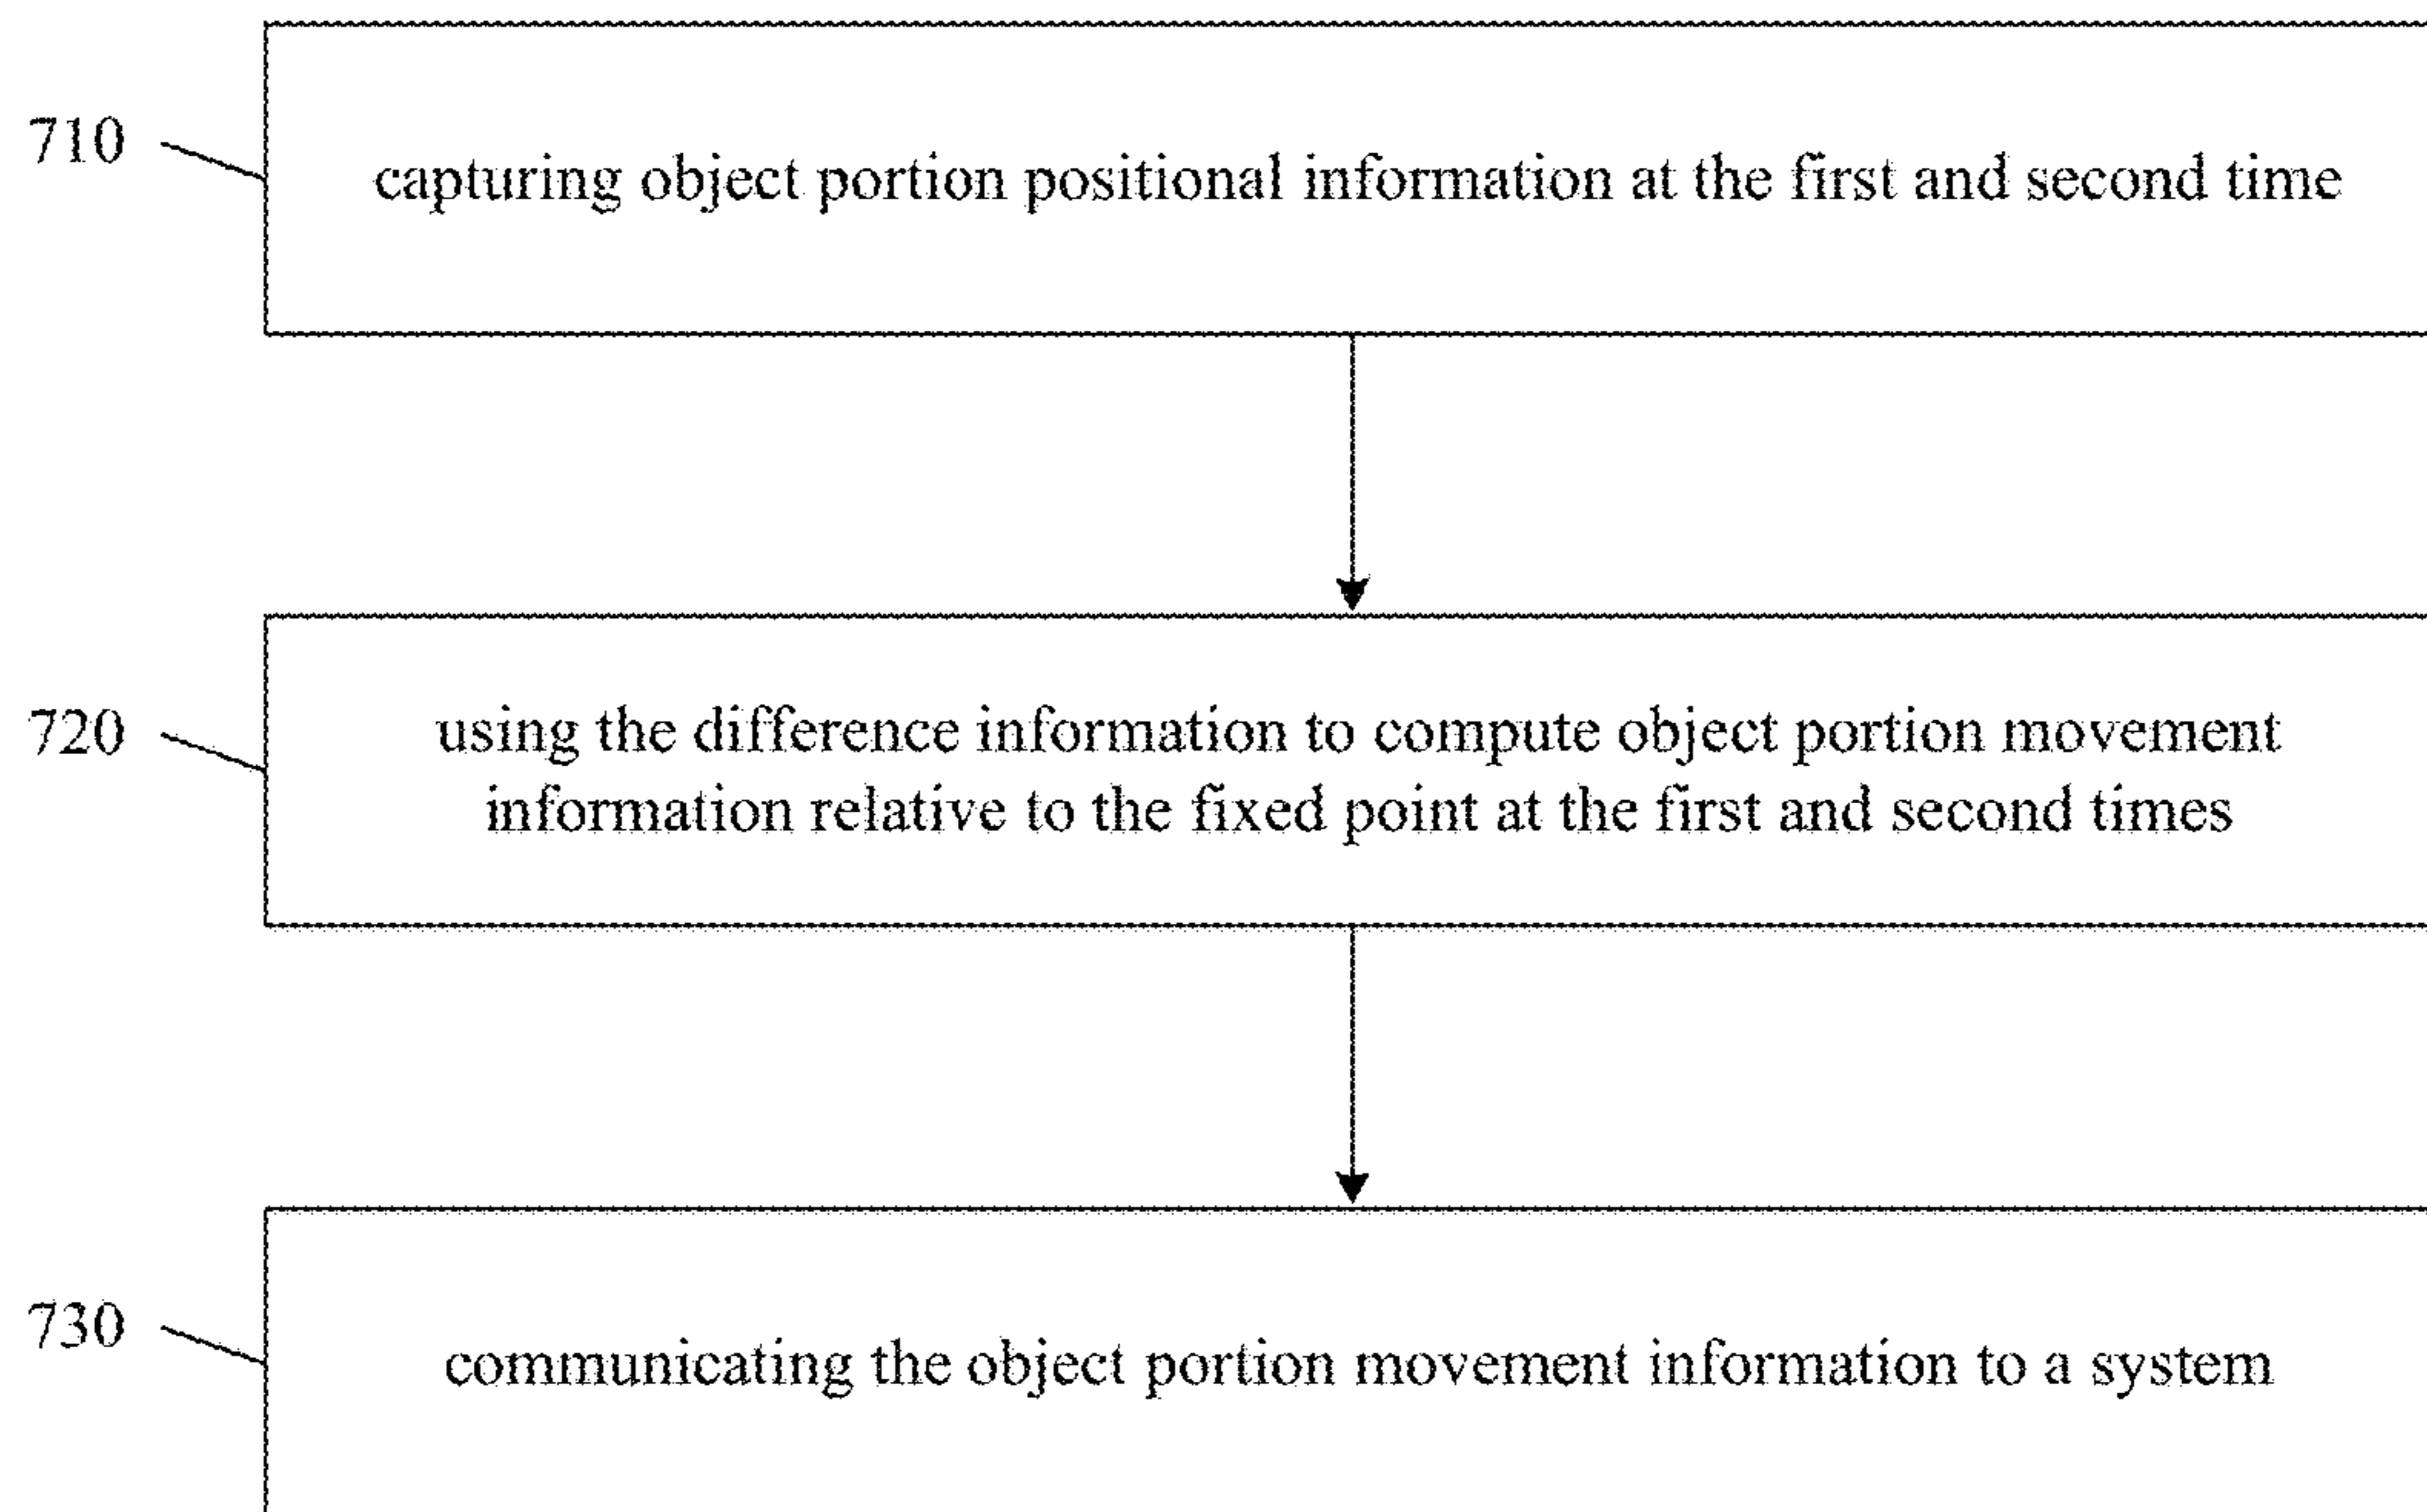 710
capturing object portion positional information at the first and second time
720
using the difference information to compute object portion movement
information relative to the fixed point at the first and second times
730
communicating the object portion movement information to a system